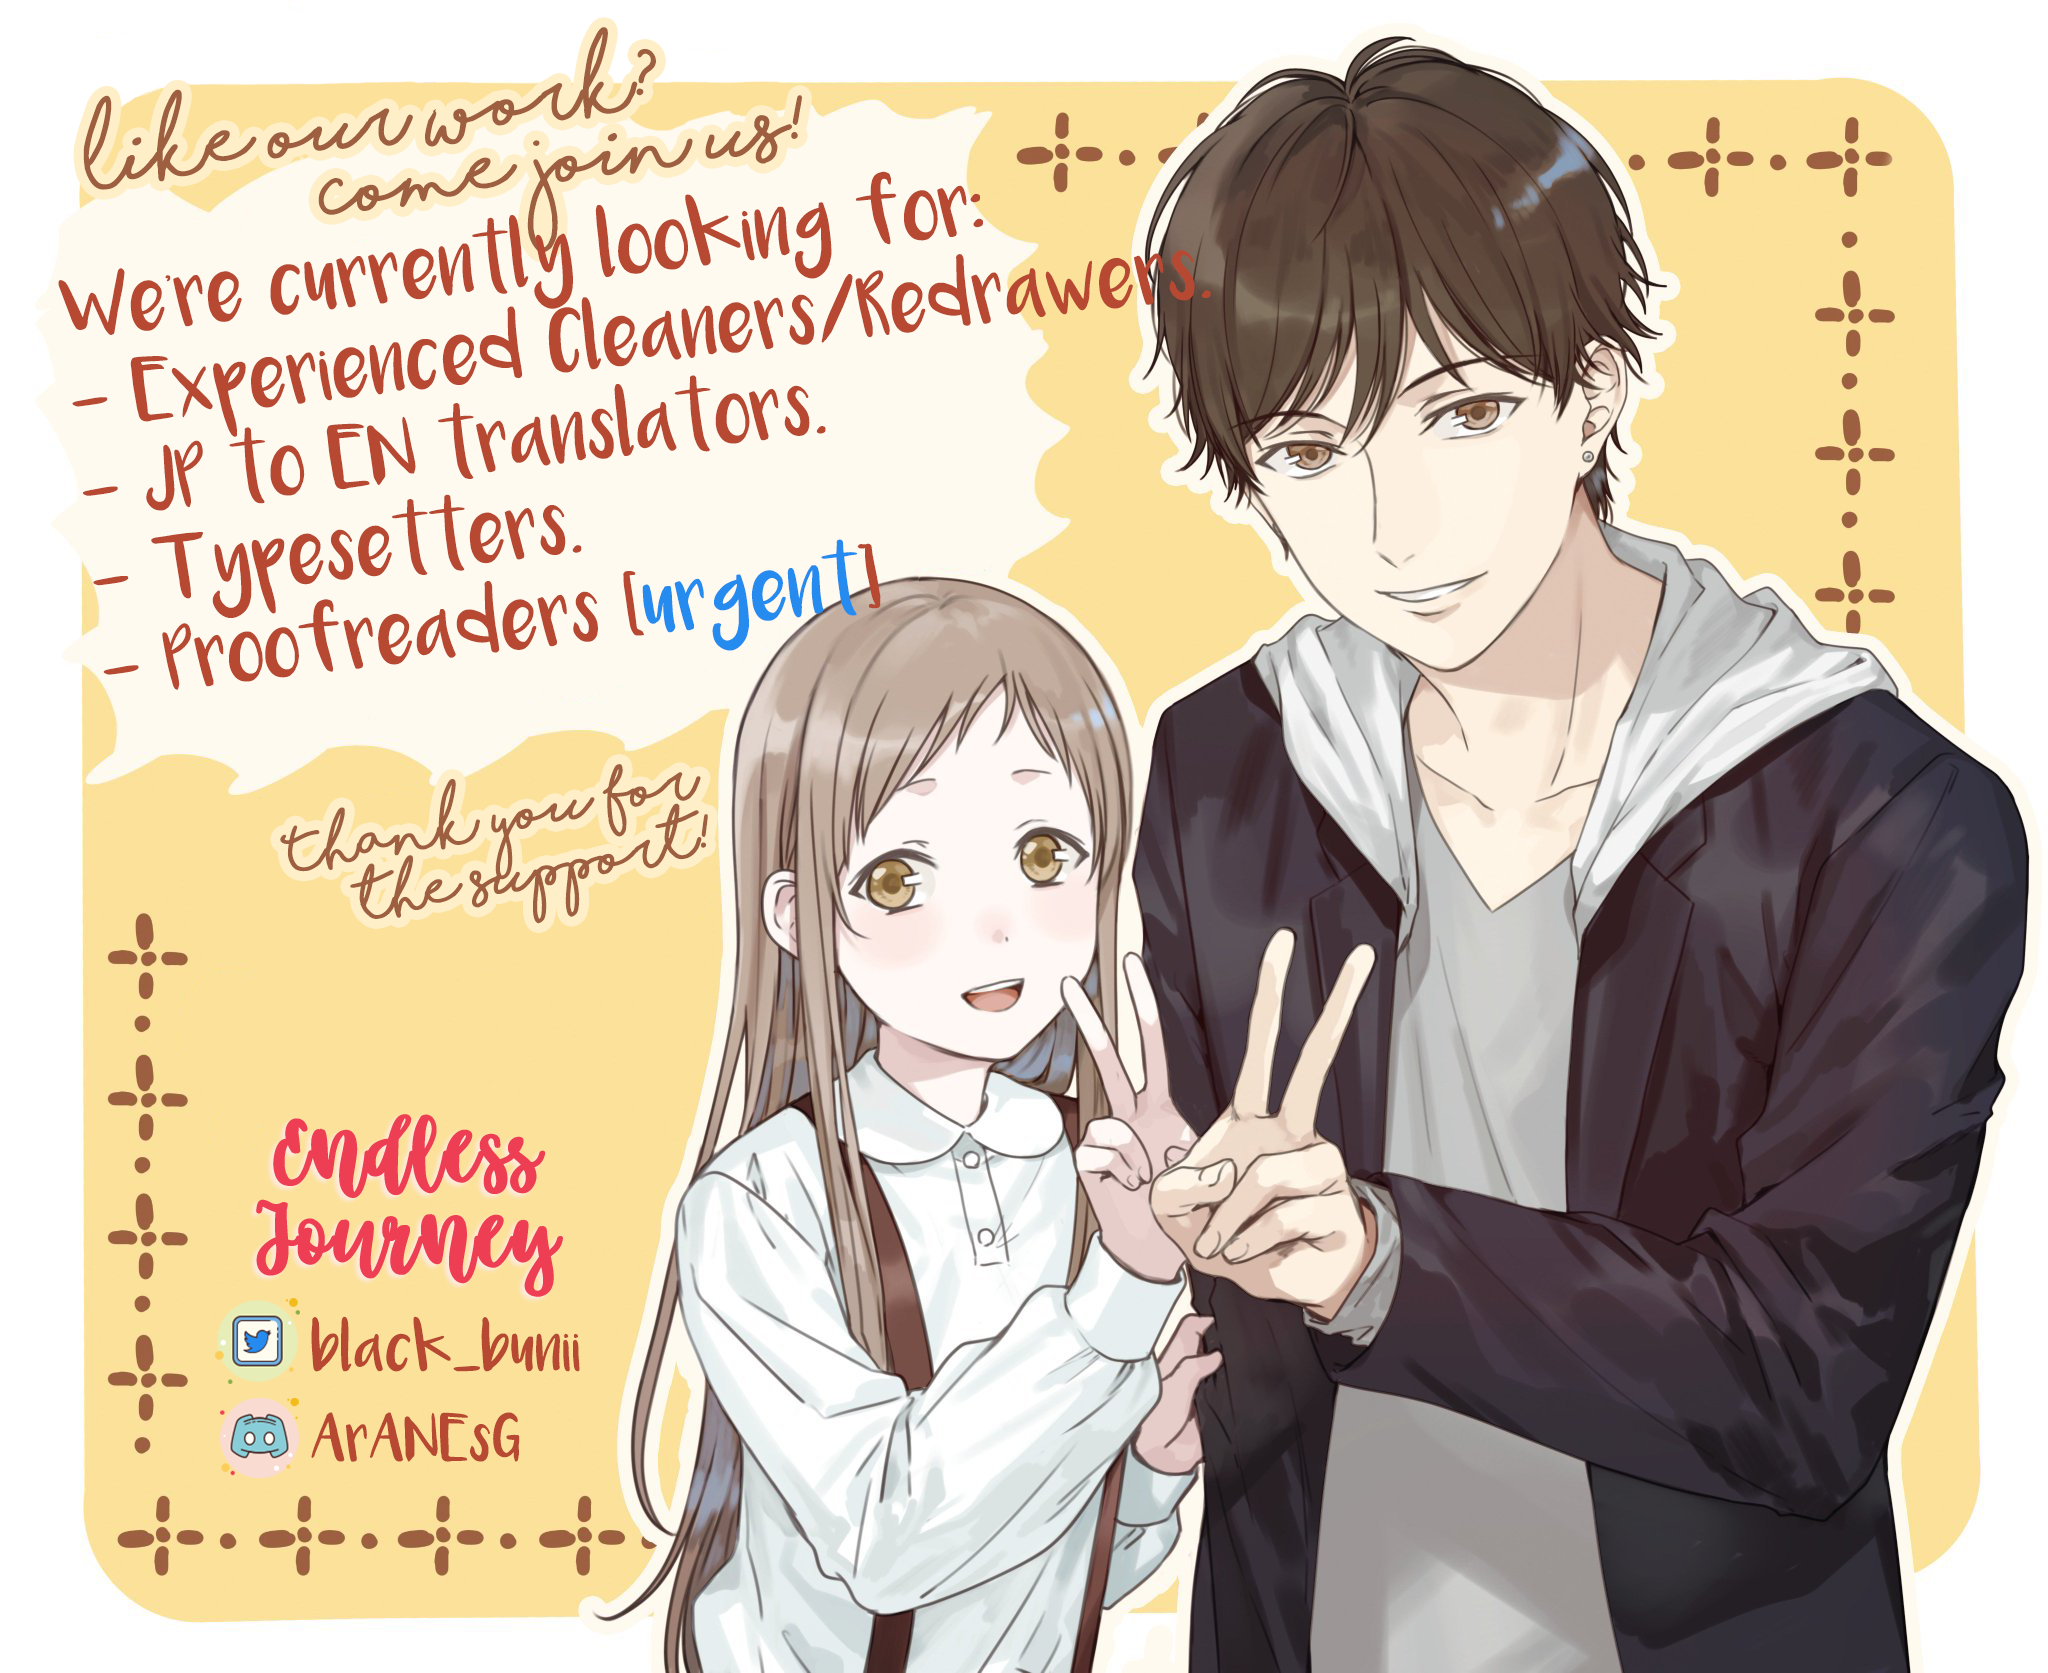 like our work?
come join us!
We're currently looking for:
- Experienced Cleaners/Redrawers.
- JP to EN translators.
- Typesetters.
- Proofreaders [urgent]
thank you for
the support!
Endless
Journey
black_bunii
ArANEsG